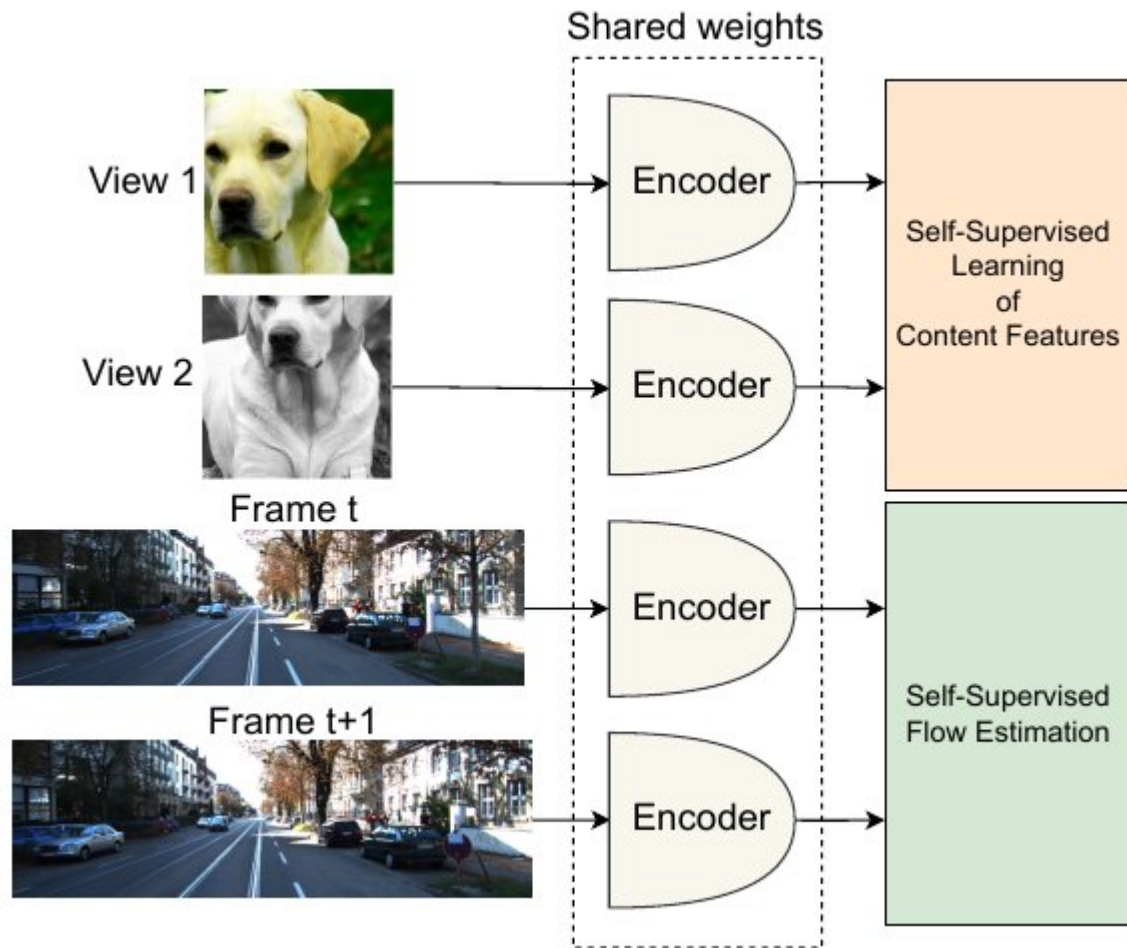 Shared weights
View 1
Encoder
Self-Supervised
Learning
of
Content Features
View 2
Encoder
Frame t
Encoder
Self-Supervised
Flow Estimation
Frame t+1
Encoder